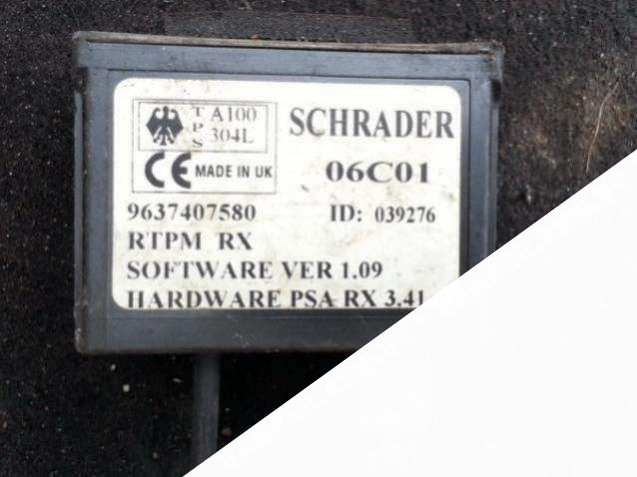 TPS A100 304L
SCHRADER
CE MADE IN UK
06C01
9637407580 ID: 039276
RTPM RX
SOFTWARE VER 1.09
HARDWARE PSA RX 3.41